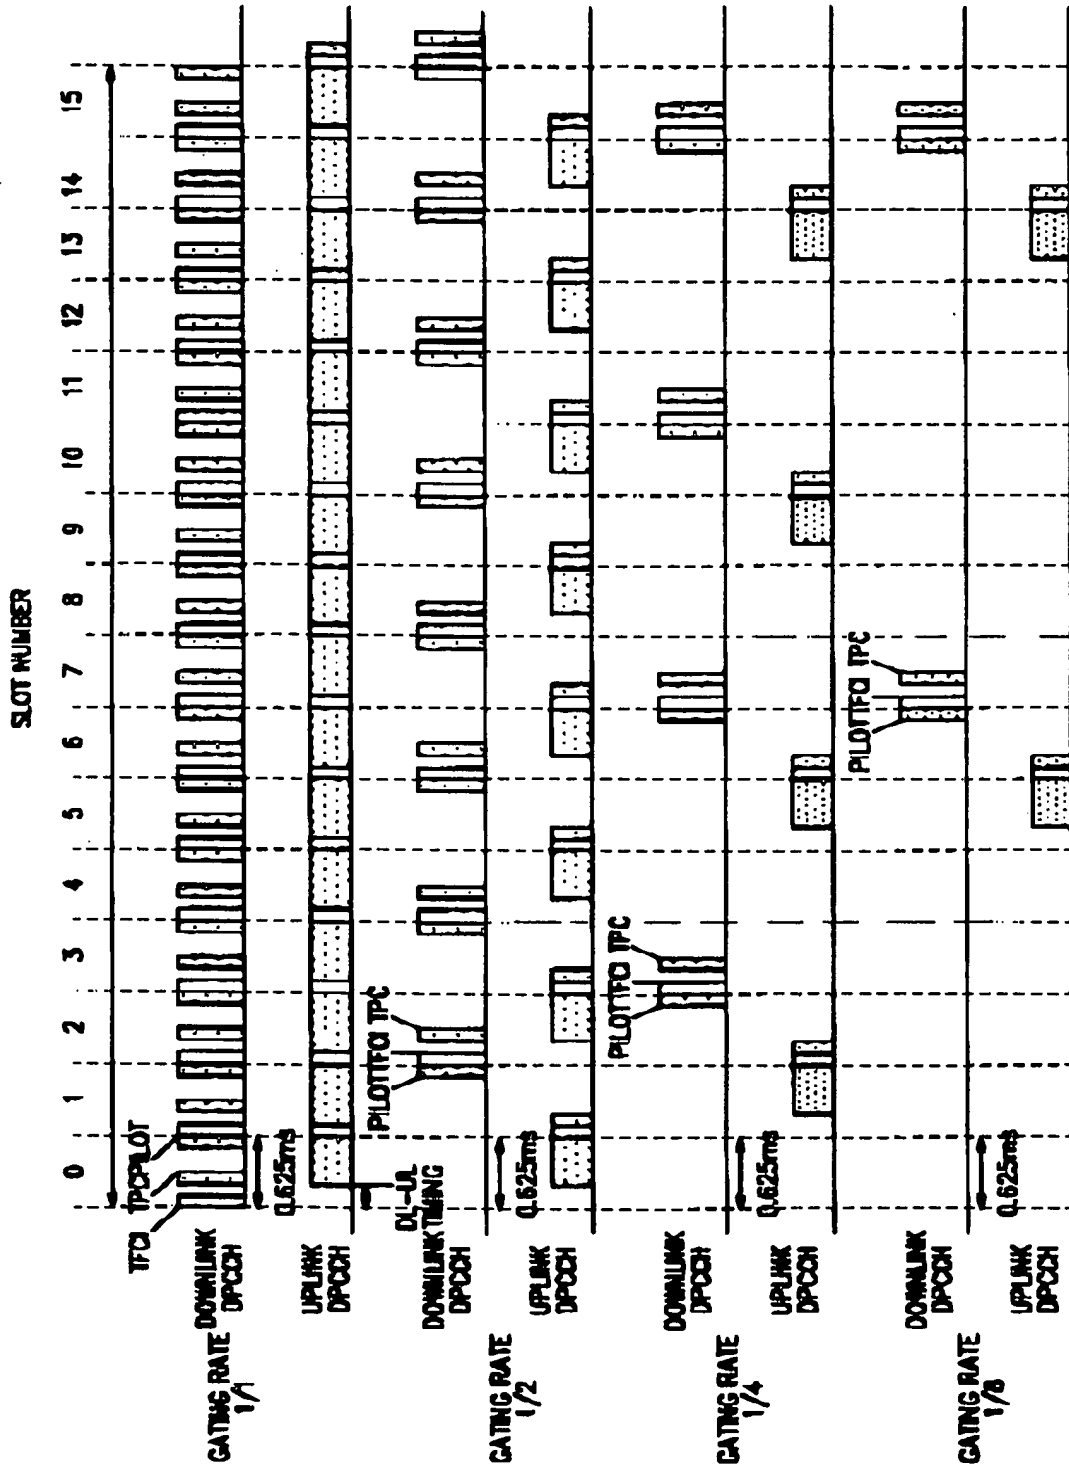 SLOT NUMBER
0 1 2 3 4 5 6 7 8 9 10 11 12 13 14 15
TFCI TPC PILOT
GATING RATE
1/1
DOWNLINK
DPCCH
0.625ms
UPLINK
DPCCH
DL-UL
TIMING
PILOT TFCI TPC
GATING RATE
1/2
DOWNLINK
DPCCH
0.625ms
UPLINK
DPCCH
PILOT TFCI TPC
GATING RATE
1/4
DOWNLINK
DPCCH
0.625ms
UPLINK
DPCCH
PILOT TFCI TPC
GATING RATE
1/8
DOWNLINK
DPCCH
0.625ms
UPLINK
DPCCH